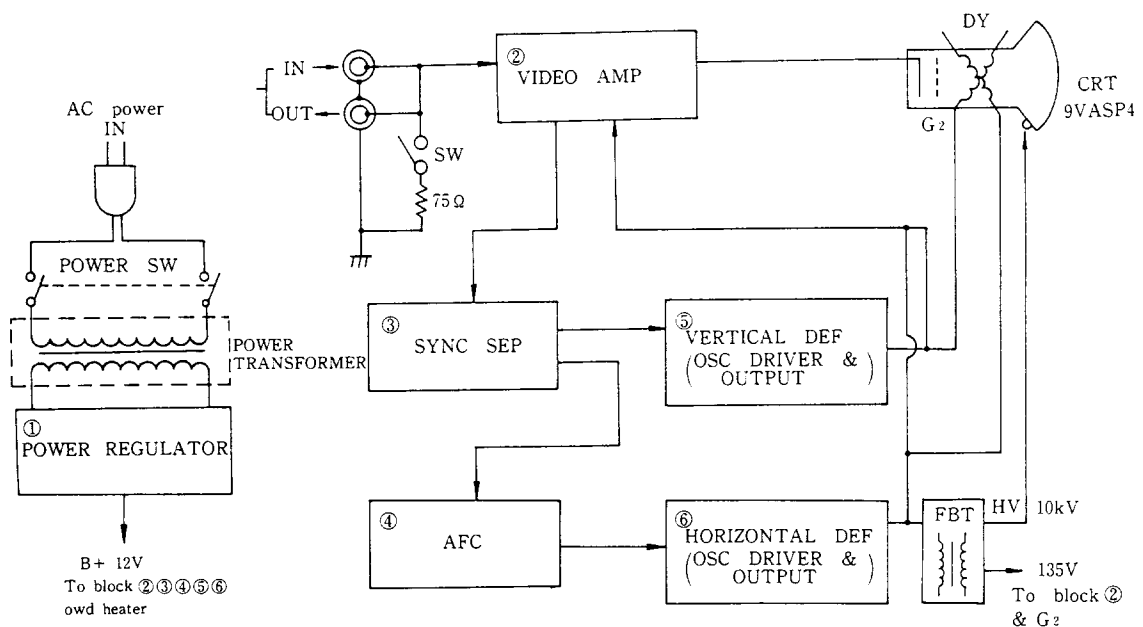 AC power
IN
POWER SW
POWER
TRANSFORMER
①
POWER REGULATOR
B+ 12V
To block ②③④⑤⑥
owd heater
IN
OUT
SW
75Ω
②
VIDEO AMP
DY
CRT
9VASP4
G2
③
SYNC SEP
⑤
VERTICAL DEF
(OSC DRIVER &
OUTPUT)
④
AFC
⑥
HORIZONTAL DEF
(OSC DRIVER &
OUTPUT)
FBT
HV 10kV
135V
To block ②
& G2